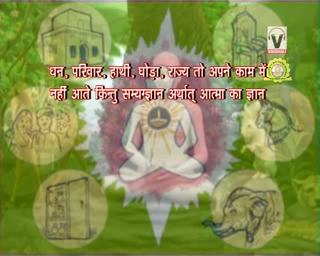 धन, परिवार, हाथी, घोड़ा, राज्य तो अपने काम में
नहीं आते किन्तु सम्यग्ज्ञान अर्थात् आत्मा का ज्ञान